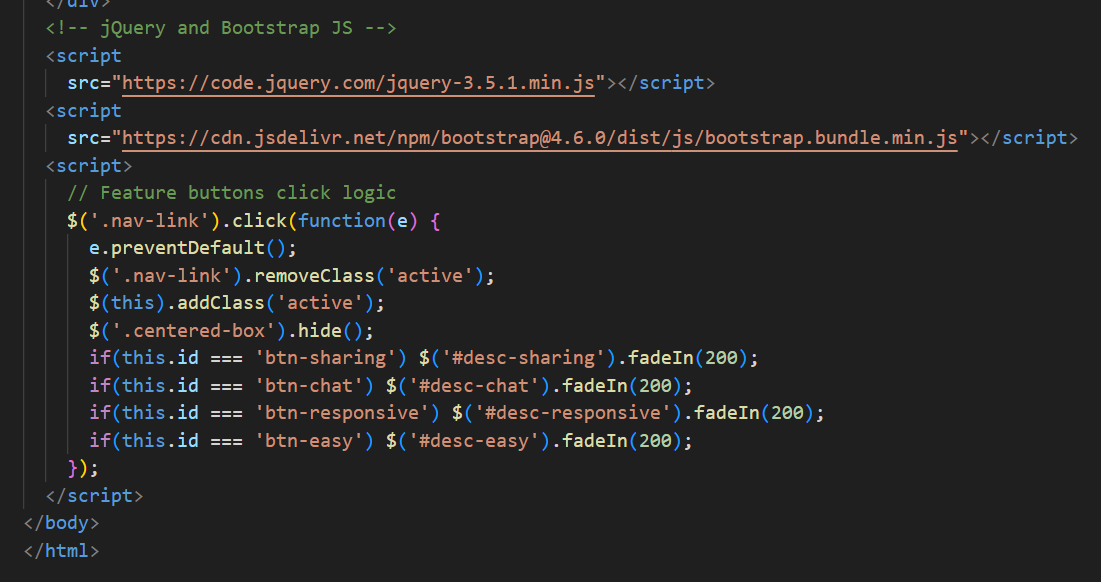 </div>
<!-- jQuery and Bootstrap JS -->
<script
src="https://code.jquery.com/jquery-3.5.1.min.js"></script>
<script
src="https://cdn.jsdelivr.net/npm/bootstrap@4.6.0/dist/js/bootstrap.bundle.min.js"></script>
<script>
// Feature buttons click logic
$('.nav-link').click(function(e) {
e.preventDefault();
$('.nav-link').removeClass('active');
$(this).addClass('active');
$('.centered-box').hide();
if(this.id === 'btn-sharing') $('#desc-sharing').fadeIn(200);
if(this.id === 'btn-chat') $('#desc-chat').fadeIn(200);
if(this.id === 'btn-responsive') $('#desc-responsive').fadeIn(200);
if(this.id === 'btn-easy') $('#desc-easy').fadeIn(200);
});
</script>
</body>
</html>